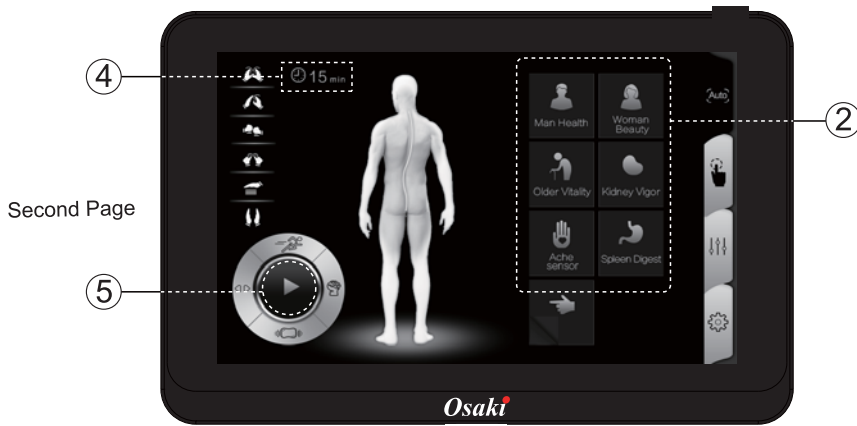 ④
15 min
②
(Auto)
Man Health
Woman
Beauty
Older Vitality
Kidney Vigor
Second Page
Ache
sensor
Spleen Digest
⑤
Osaki